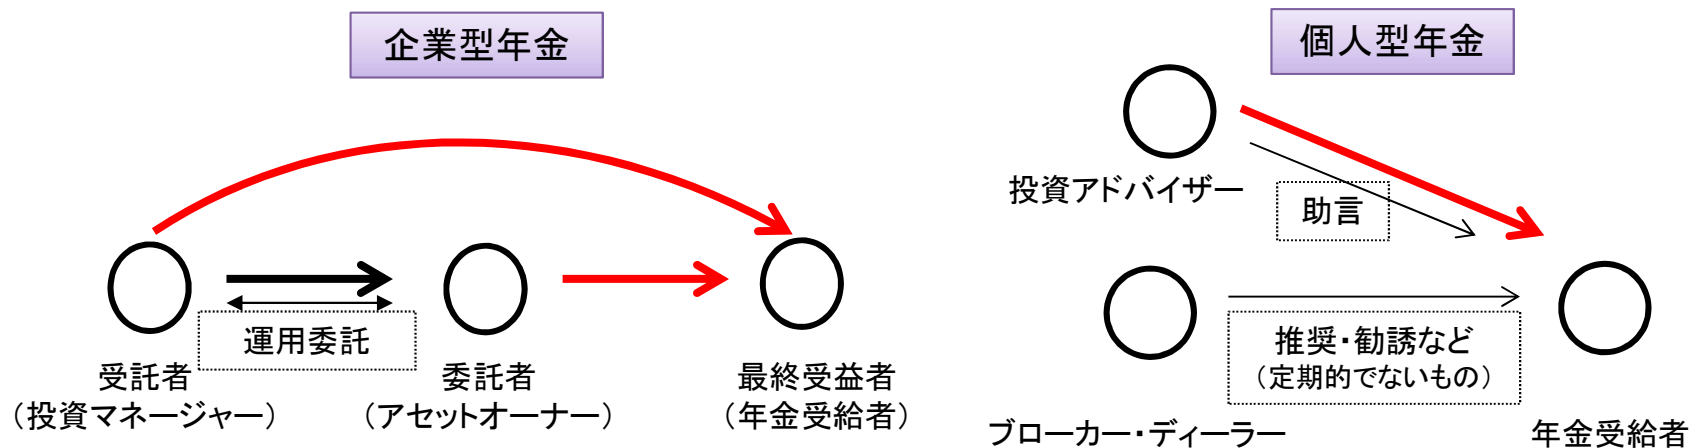 企業型年金
運用委託
受託者
（投資マネージャー）
委託者
（アセットオーナー）
最終受益者
（年金受給者）
個人型年金
投資アドバイザー
助言
推奨・勧誘など
（定期的でないもの）
ブローカー・ディーラー
年金受給者